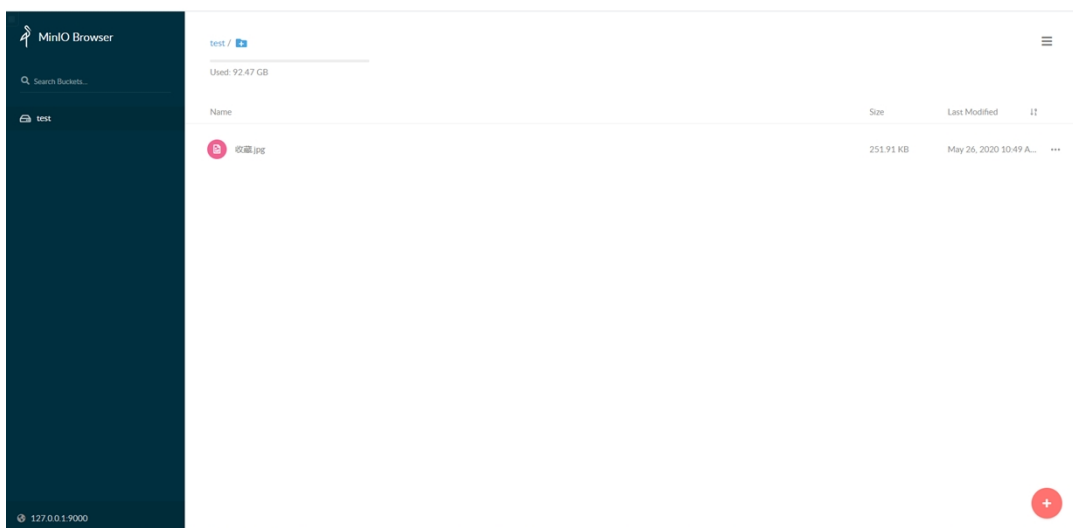 MinIO Browser
Search Buckets...
test
127.0.0.1:9000
test /
Used: 92.47 GB
Name Size Last Modified
收藏.jpg 251.91 KB May 26, 2020 10:49 A... ...